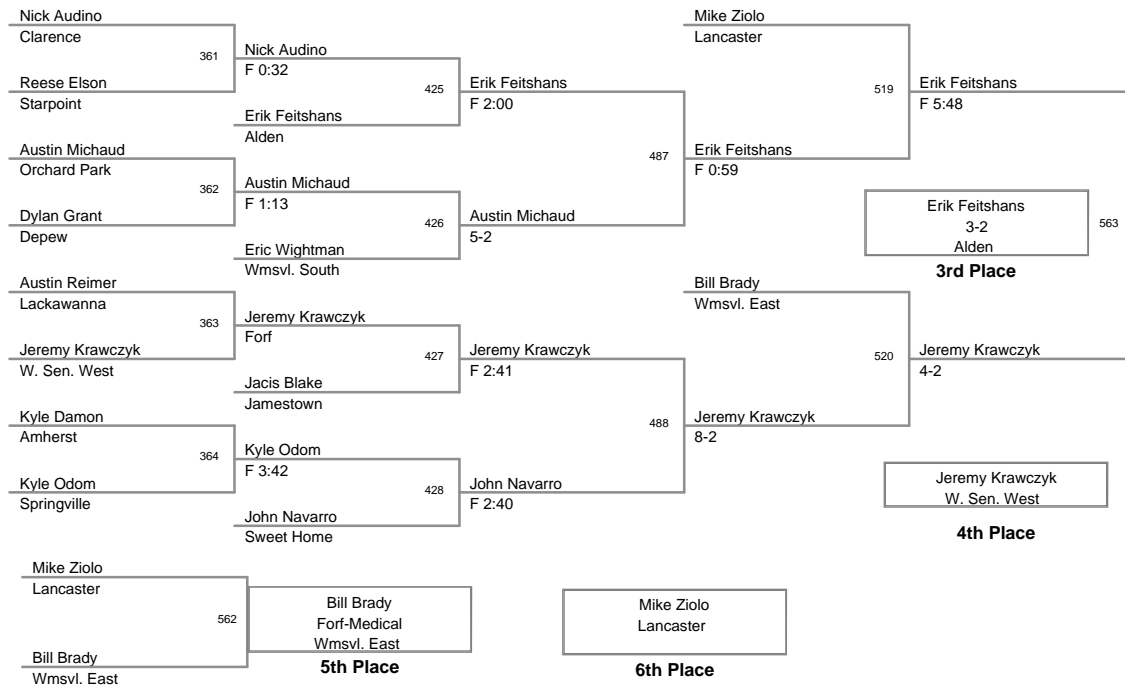 Nick Audino
Clarence
361
Reese Elson
Starpoint
Austin Michaud
Orchard Park
362
Dylan Grant
Depew
Austin Reimer
Lackawanna
363
Jeremy Krawczyk
W. Sen. West
Kyle Damon
Amherst
364
Kyle Odom
Springville
Nick Audino
F 0:32
425
Erik Feitshans
Alden
Austin Michaud
F 1:13
426
Eric Wightman
Wmsvl. South
Jeremy Krawczyk
Forf
427
Jacis Blake
Jamestown
Kyle Odom
F 3:42
428
John Navarro
Sweet Home
Erik Feitshans
F 2:00
487
Austin Michaud
5-2
Jeremy Krawczyk
F 2:41
488
John Navarro
F 2:40
Mike Ziolo
Lancaster
519
Erik Feitshans
F 0:59
Bill Brady
Wmsvl. East
520
Jeremy Krawczyk
8-2
Erik Feitshans
F 5:48
Erik Feitshans
3-2
Alden
563
3rd Place
Jeremy Krawczyk
4-2
Jeremy Krawczyk
W. Sen. West
4th Place
Mike Ziolo
Lancaster
562
Bill Brady
Wmsvl. East
Bill Brady
Forf-Medical
Wmsvl. East
5th Place
Mike Ziolo
Lancaster
6th Place